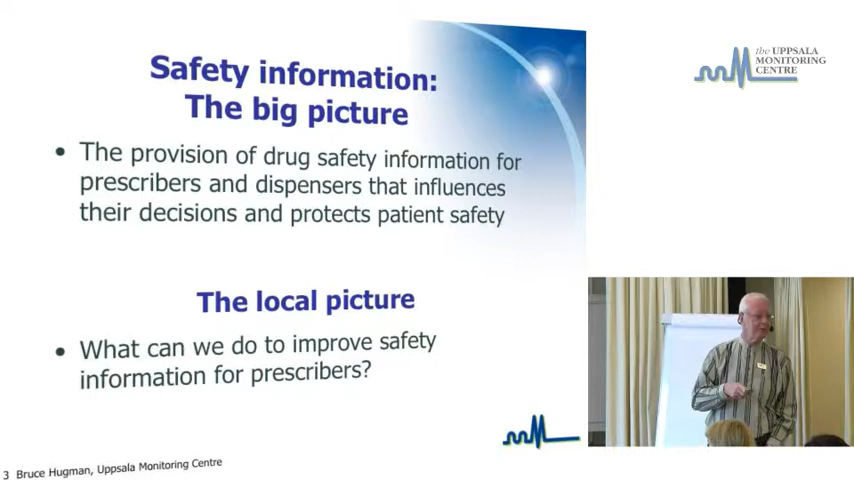 Safety information:
The big picture
• The provision of drug safety information for
prescribers and dispensers that influences
their decisions and protects patient safety
The local picture
• What can we do to improve safety
information for prescribers?
3 Bruce Hugman, Uppsala Monitoring Centre
the UPPSALA
MONITORING
CENTRE